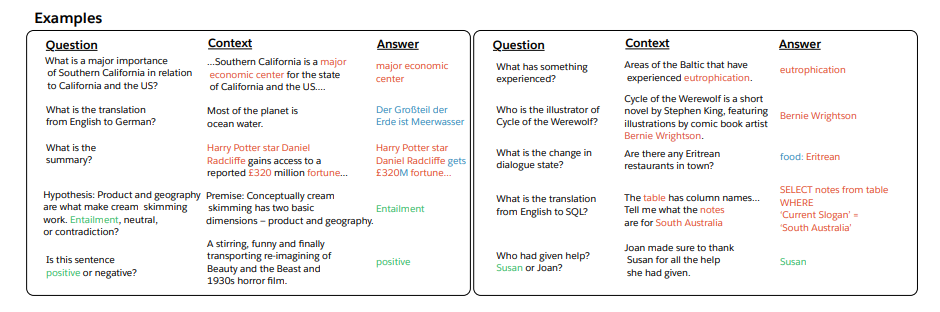 Examples
Question Context Answer
What is a major importance
of Southern California in relation
to California and the US?
...Southern California is a major
economic center for the state
of California and the US....
major economic
center
What is the translation
from English to German?
Most of the planet is
ocean water.
Der Großteil der
Erde ist Meerwasser
What is the
summary?
Harry Potter star Daniel
Radcliffe gains access to a
reported £320 million fortune...
Harry Potter star
Daniel Radcliffe gets
£320M fortune...
Hypothesis: Product and geography
are what make cream skimming
work. Entailment, neutral,
or contradiction?
Premise: Conceptually cream
skimming has two basic
dimensions – product and geography.
Entailment
Is this sentence
positive or negative?
A stirring, funny and finally
transporting re-imagining of
Beauty and the Beast and
1930s horror film.
positive
Question Context Answer
What has something
experienced?
Areas of the Baltic that have
experienced eutrophication.
eutrophication
Who is the illustrator of
Cycle of the Werewolf?
Cycle of the Werewolf is a short
novel by Stephen King, featuring
illustrations by comic book artist
Bernie Wrightson.
Bernie Wrightson
What is the change in
dialogue state?
Are there any Eritrean
restaurants in town?
food: Eritrean
What is the translation
from English to SQL?
The table has column names...
Tell me what the notes
are for South Australia
SELECT notes from table
WHERE
'Current Slogan' =
'South Australia'
Who had given help?
Susan or Joan?
Joan made sure to thank
Susan for all the help
she had given.
Susan